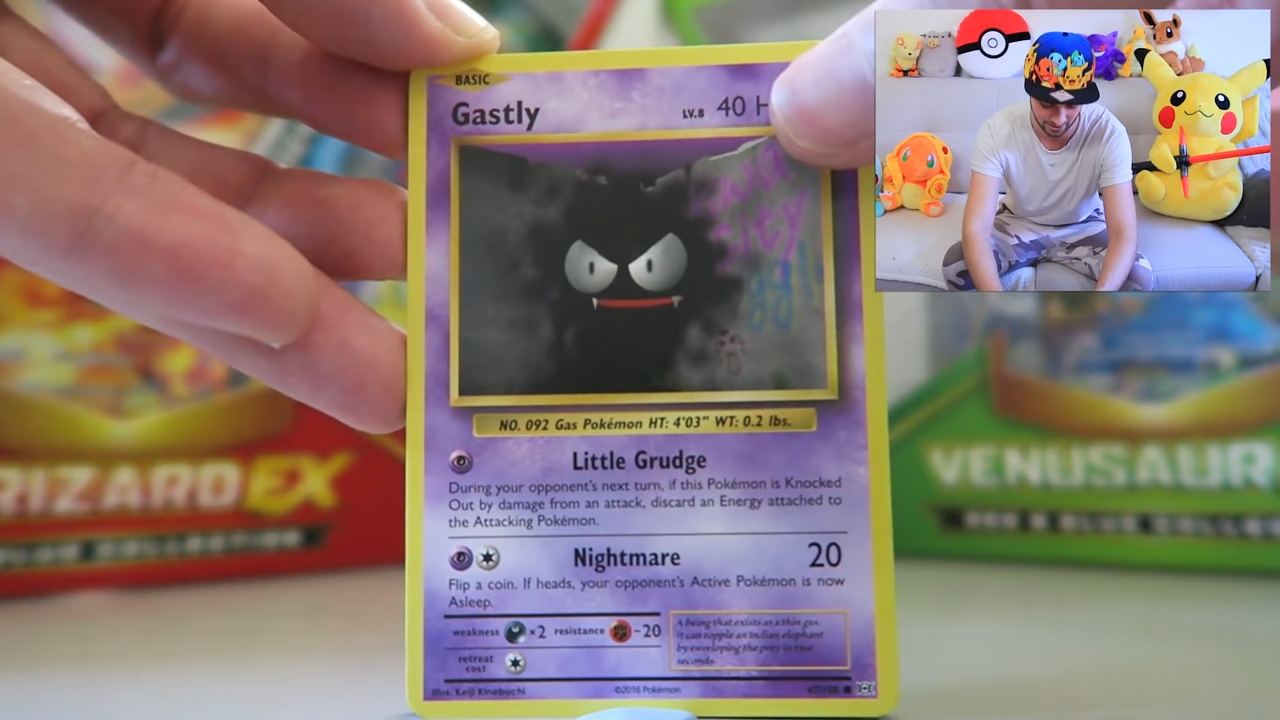 BASIC
Gastly
LV.8 40 H
NO. 092 Gas Pokémon HT: 4'03" WT: 0.2 lbs.
Little Grudge
During your opponent's next turn, if this Pokémon is Knocked
Out by damage from an attack, discard an Energy attached to
the Attacking Pokémon.
Nightmare 20
Flip a coin. If heads, your opponent's Active Pokémon is now
Asleep.
weakness ×2 resistance -20
A being that exists as a thin gas.
It can topple an Indian elephant
by enveloping the prey in two
seconds.
retreat
cost
Illus. Keiji Kinebuchi ©2016 Pokémon 47/108
RIZARD EX
COLLECTION
VENUSAUR